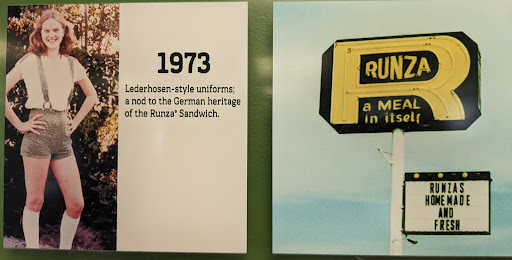 1973
Lederhosen-style uniforms;
a nod to the German heritage
of the Runza® Sandwich.
RUNZA
R
a MEAL
in itself
RUNZAS
HOMEMADE
AND
FRESH